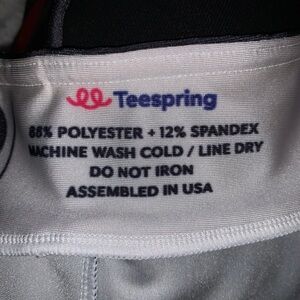 Teespring
88% POLYESTER + 12% SPANDEX
MACHINE WASH COLD / LINE DRY
DO NOT IRON
ASSEMBLED IN USA